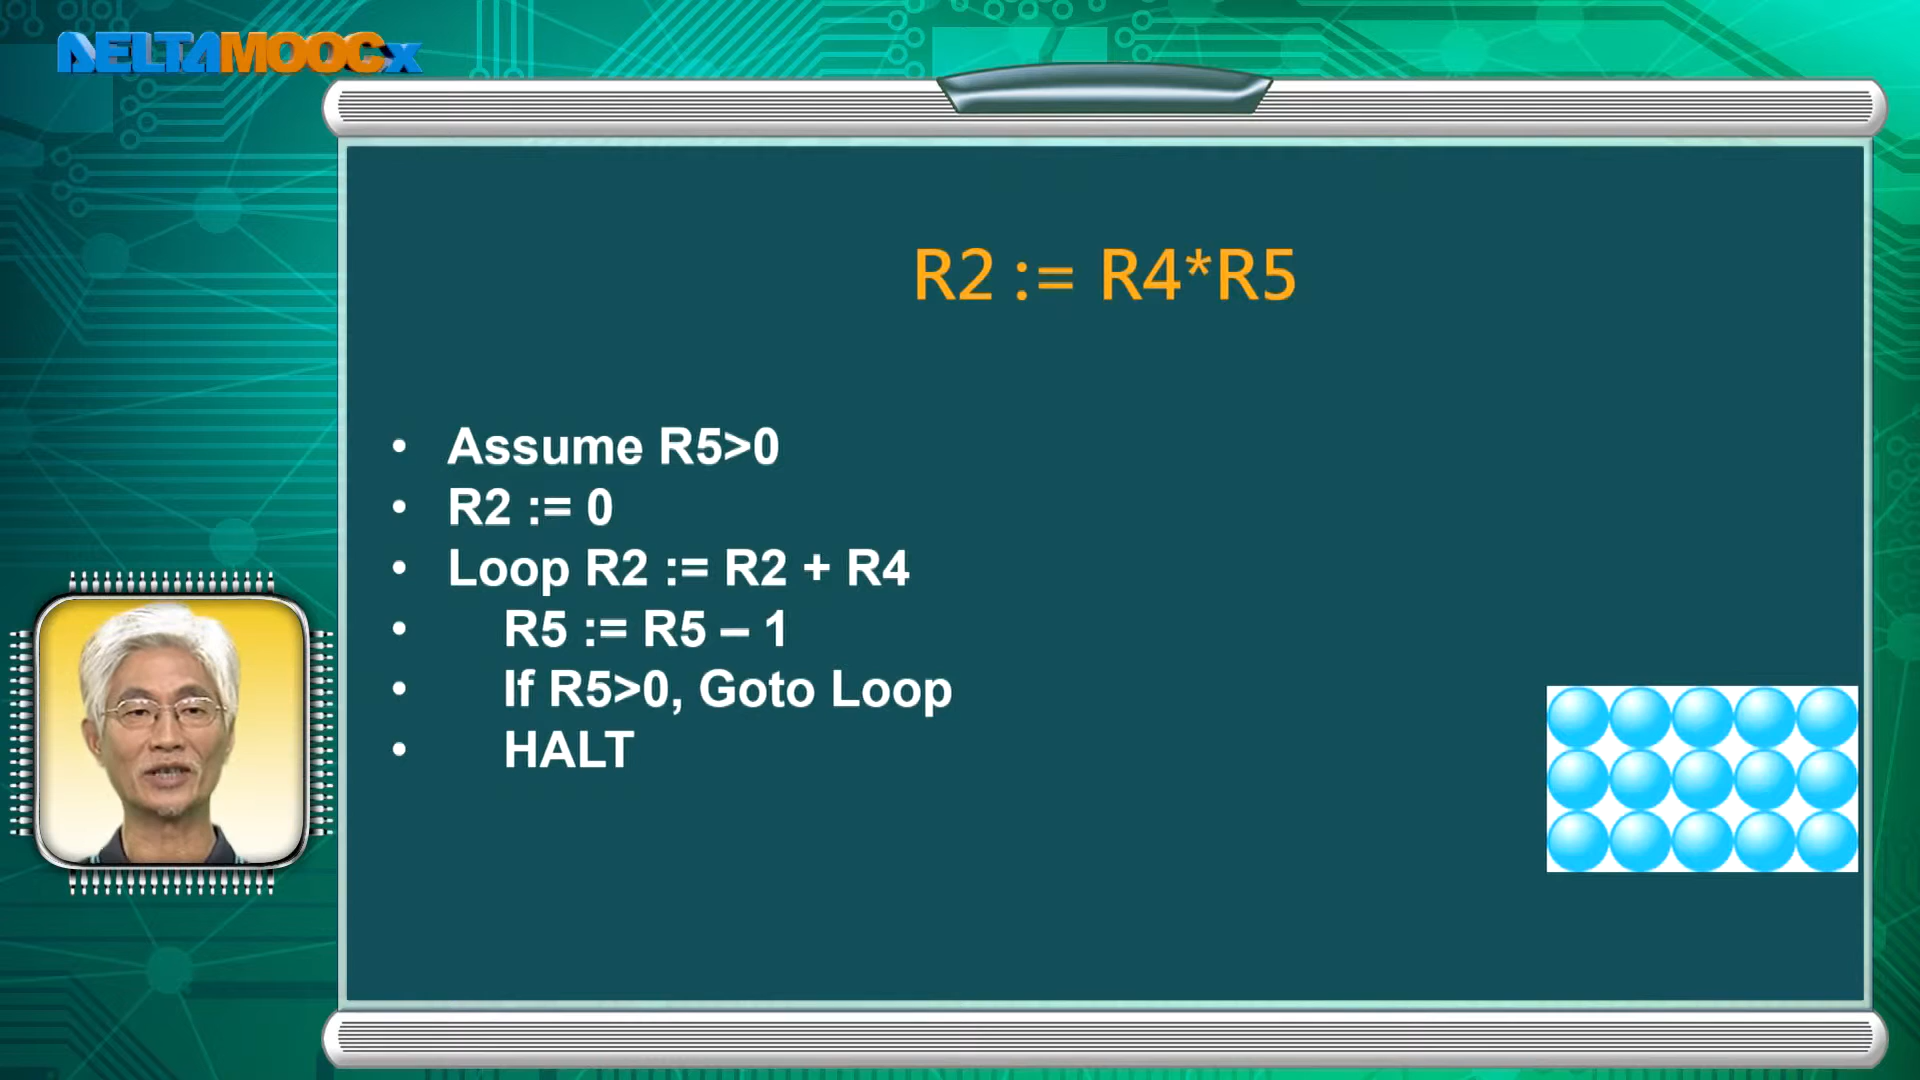 DELTAMOOCx
R2 := R4*R5
• Assume R5>0
• R2 := 0
• Loop R2 := R2 + R4
• R5 := R5 – 1
• If R5>0, Goto Loop
• HALT